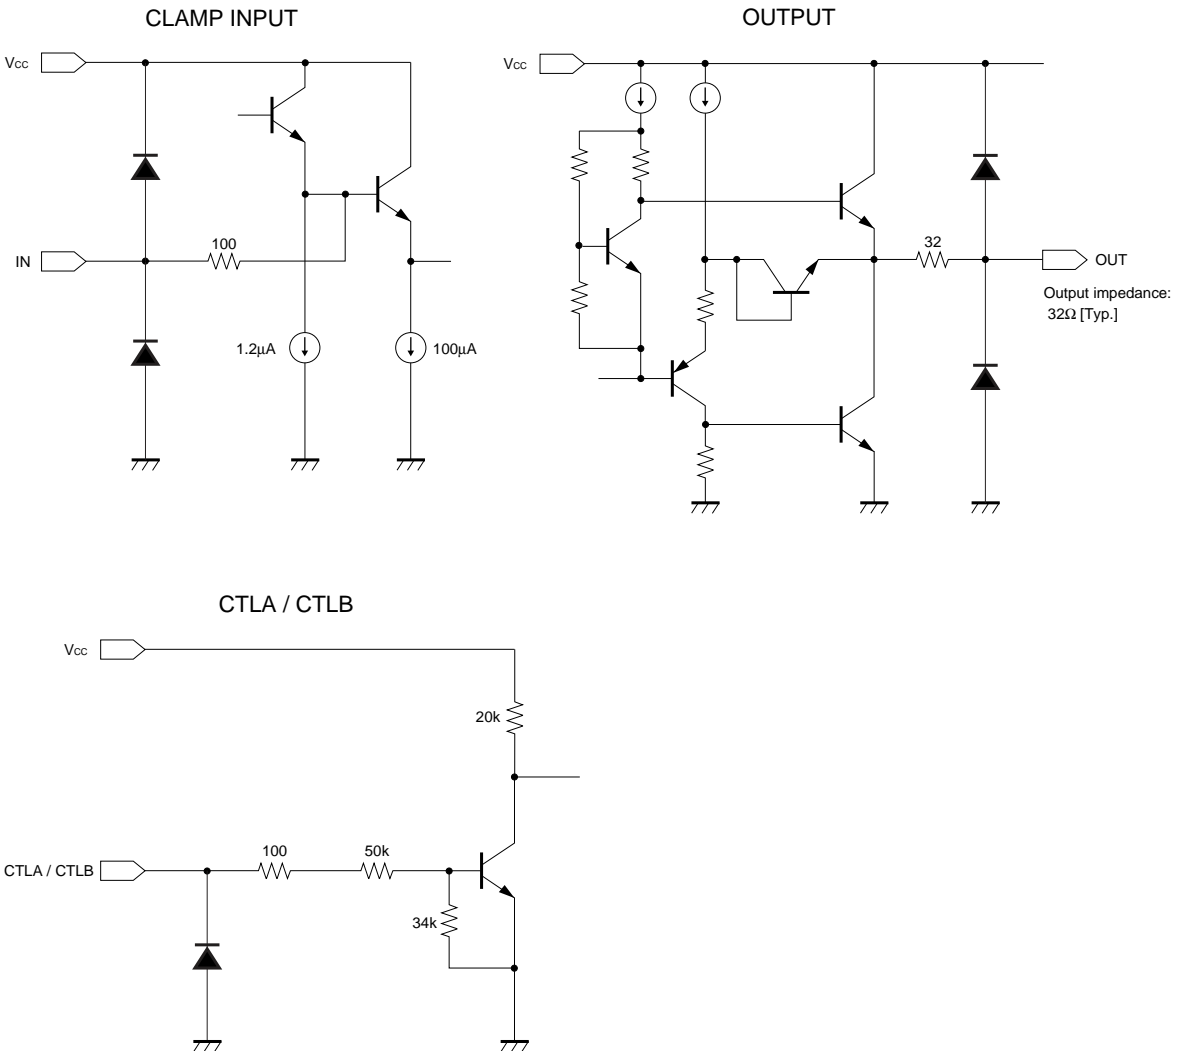 CLAMP INPUT
Vcc
IN
100
1.2μA
100μA
OUTPUT
Vcc
32
OUT
Output impedance:
32Ω [Typ.]
CTLA / CTLB
Vcc
20k
CTLA / CTLB
100
50k
34k